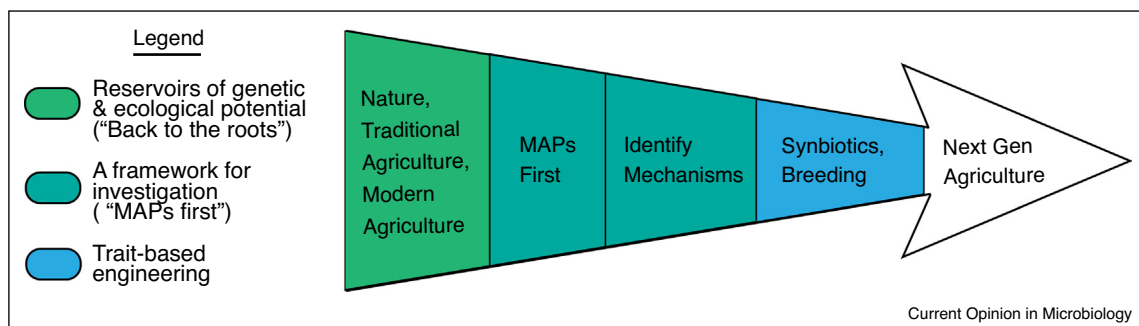 Legend
Reservoirs of genetic
& ecological potential
(“Back to the roots”)
A framework for
investigation
( “MAPs first”)
Trait-based
engineering
Nature,
Traditional
Agriculture,
Modern
Agriculture
MAPs
First
Identify
Mechanisms
Synbiotics,
Breeding
Next Gen
Agriculture
Current Opinion in Microbiology